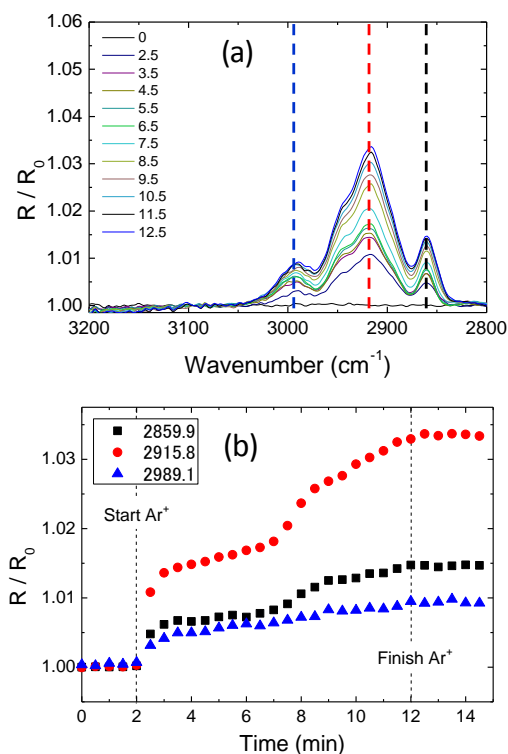 1.06
1.05
1.04
1.03
1.02
1.01
1.00
R / R0
(a)
0
2.5
3.5
4.5
5.5
6.5
7.5
8.5
9.5
10.5
11.5
12.5
3200 3100 3000 2900 2800
Wavenumber (cm-1)
(b)
2859.9
2915.8
2989.1
Start Ar+
Finish Ar+
1.03
1.02
1.01
1.00
R / R0
0 2 4 6 8 10 12 14
Time (min)